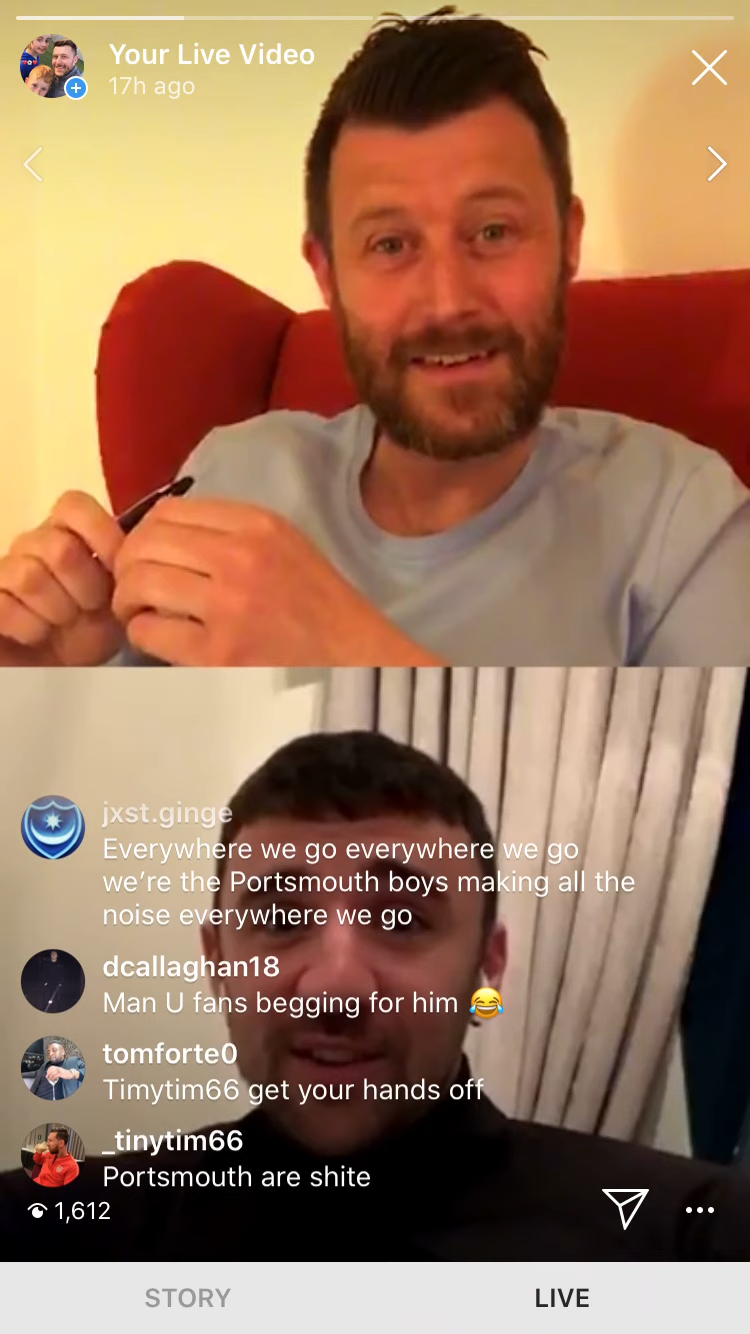 Your Live Video
17h ago
jxst.ginge
Everywhere we go everywhere we go
we're the Portsmouth boys making all the
noise everywhere we go
dcallaghan18
Man U fans begging for him 😂
tomforte0
Timytim66 get your hands off
_tinytim66
Portsmouth are shite
1,612
STORY
LIVE